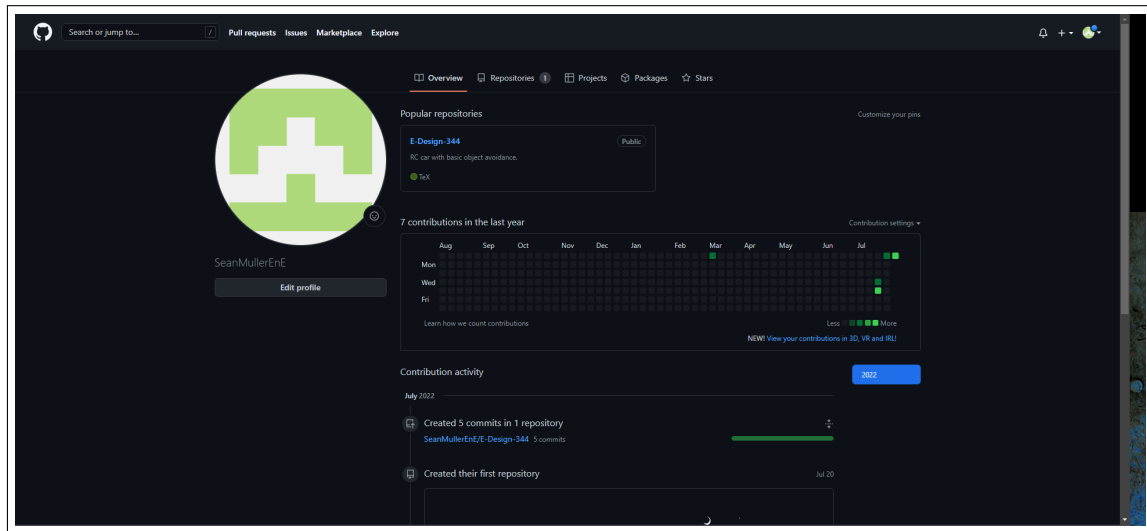 Search or jump to... / Pull requests Issues Marketplace Explore
Overview Repositories 1 Projects Packages Stars
SeanMullerEnE
Edit profile
Popular repositories Customize your pins
E-Design-344 Public
RC car with basic object avoidance.
TeX
7 contributions in the last year Contribution settings
Aug Sep Oct Nov Dec Jan Feb Mar Apr May Jun Jul
Mon
Wed
Fri
Learn how we count contributions Less More
NEW! View your contributions in 3D, VR and IRL!
Contribution activity 2022
July 2022
Created 5 commits in 1 repository
SeanMullerEnE/E-Design-344 5 commits
Created their first repository Jul 20